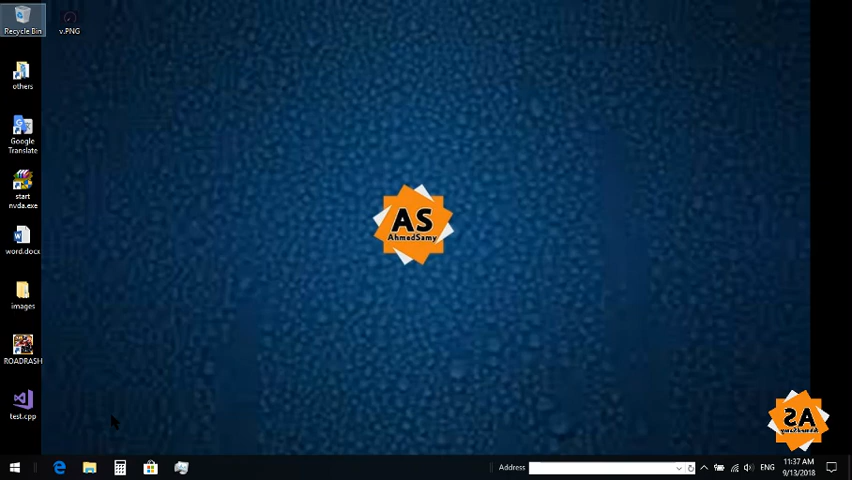 Recycle Bin
v.PNG
others
Google
Translate
start
nvda.exe
word.docx
images
ROADRASH
test.cpp
AS
AhmedSamy
AS
AhmedSamy
Address
ENG
11:37 AM
9/13/2018